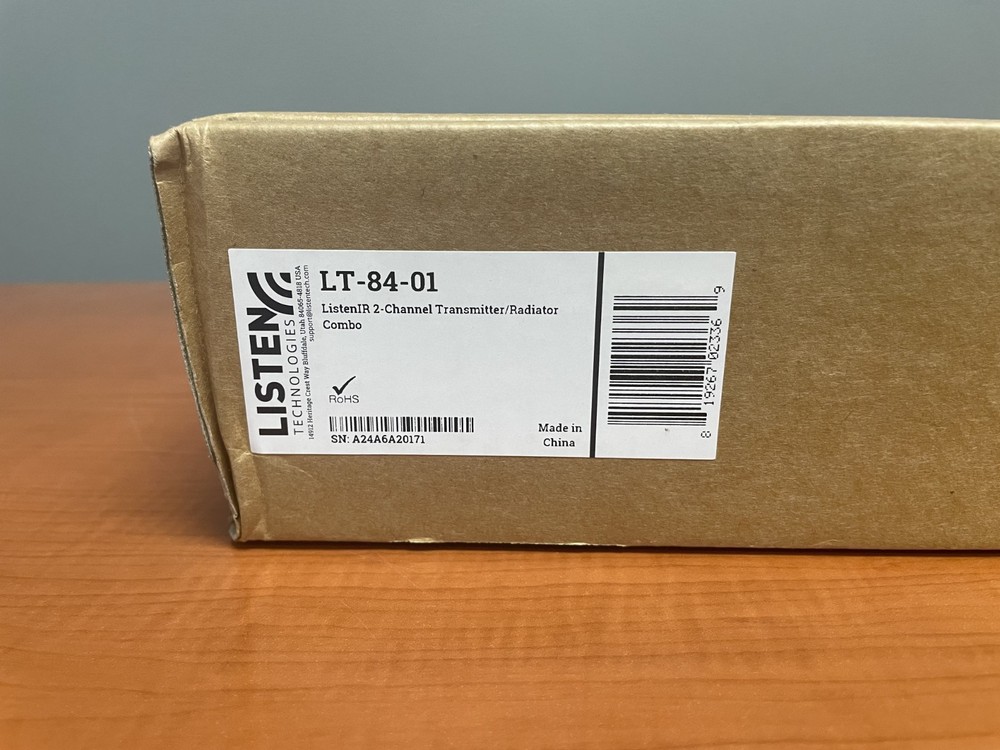 LISTEN
TECHNOLOGIES
14912 Heritage Crest Way Bluffdale, Utah 84065-4818 USA
support@listentech.com
LT-84-01
ListenIR 2-Channel Transmitter/Radiator
Combo
RoHS
SN: A24A6A20171
Made in
China
8 19267 02336 9